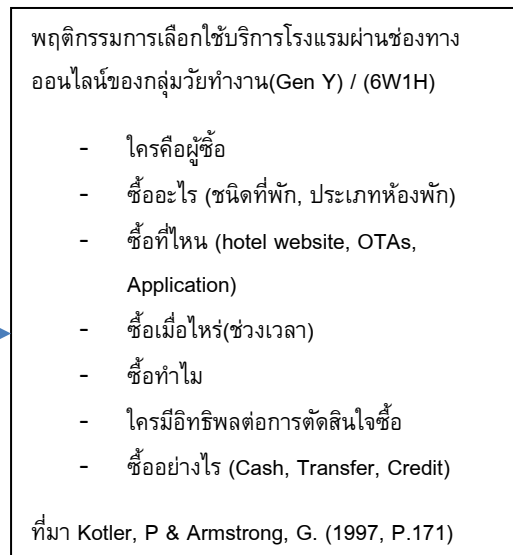 พฤติกรรมการเลือกใช้บริการโรงแรมผ่านช่องทาง
ออนไลน์ของกลุ่มวัยทำงาน(Gen Y) / (6W1H)
- ใครคือผู้ซื้อ
- ซื้ออะไร (ชนิดที่พัก, ประเภทห้องพัก)
- ซื้อที่ไหน (hotel website, OTAs,
Application)
- ซื้อเมื่อไหร่(ช่วงเวลา)
- ซื้อทำไม
- ใครมีอิทธิพลต่อการตัดสินใจซื้อ
- ซื้ออย่างไร (Cash, Transfer, Credit)
ที่มา Kotler, P & Armstrong, G. (1997, P.171)